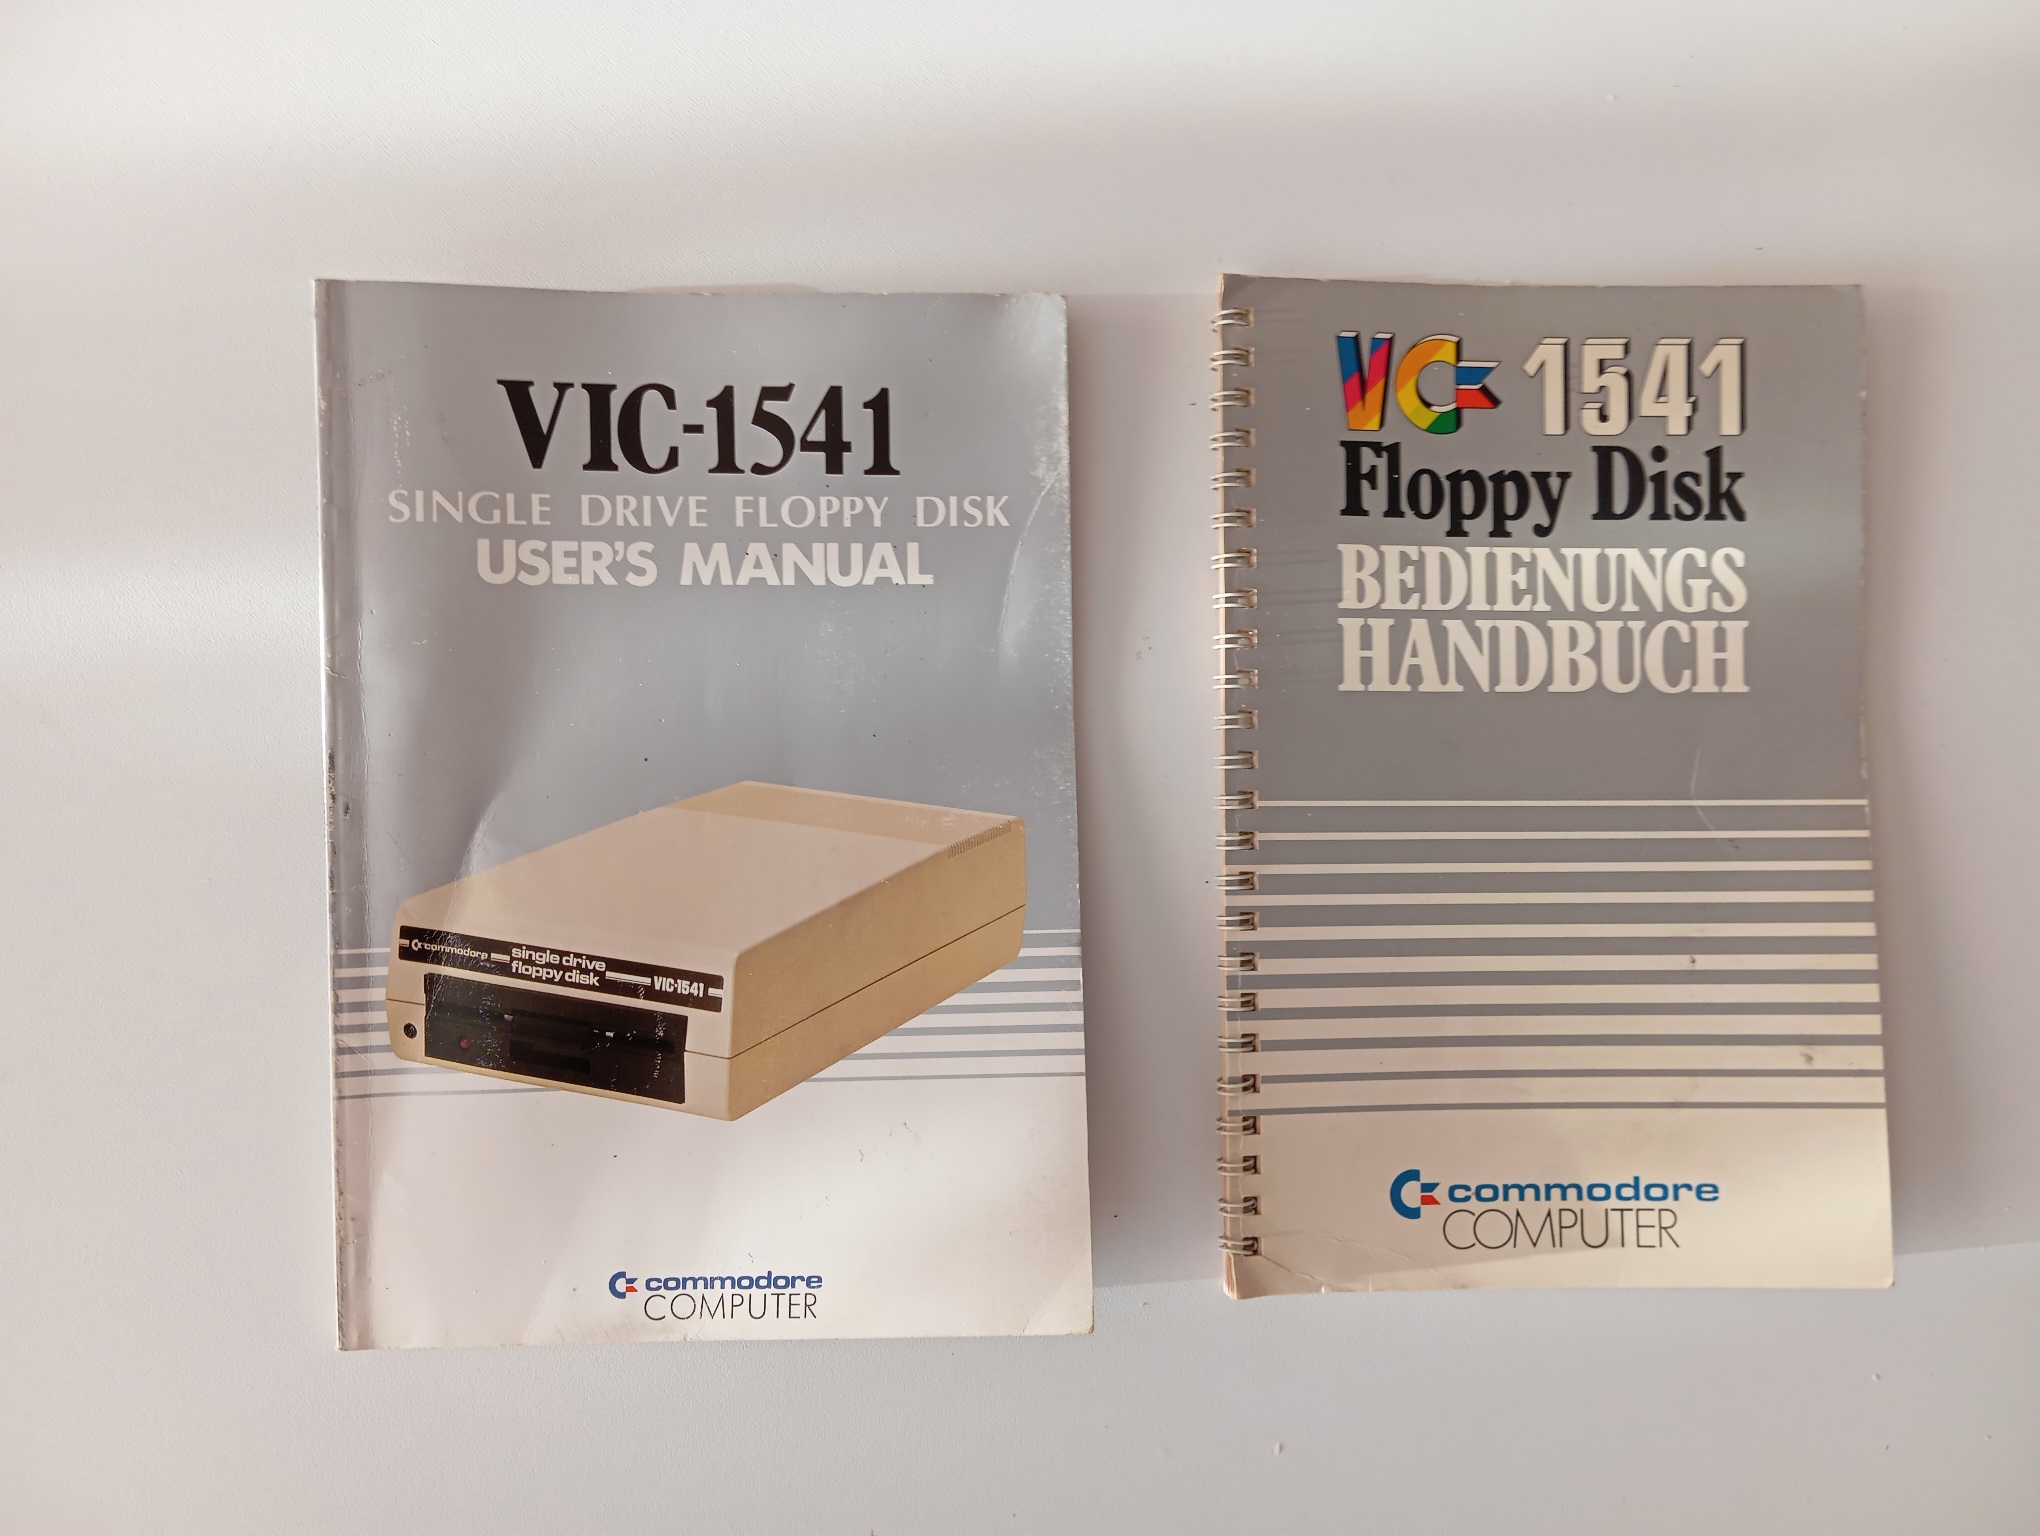 VIC-1541
SINGLE DRIVE FLOPPY DISK
USER'S MANUAL
commodore
single drive
floppy disk
VIC-1541
commodore
COMPUTER
VC 1541
Floppy Disk
BEDIENUNGS
HANDBUCH
commodore
COMPUTER